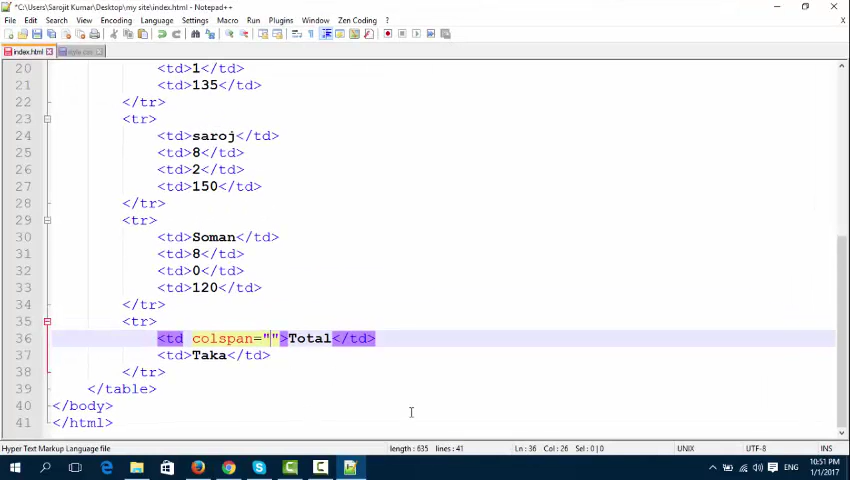 *C:\Users\Sarojit Kumar\Desktop\my site\index.html - Notepad++
File Edit Search View Encoding Language Settings Macro Run Plugins Window Zen Coding ?
index.html style.css
20 <td>1</td>
21 <td>135</td>
22 </tr>
23 <tr>
24 <td>saroj</td>
25 <td>8</td>
26 <td>2</td>
27 <td>150</td>
28 </tr>
29 <tr>
30 <td>Soman</td>
31 <td>8</td>
32 <td>0</td>
33 <td>120</td>
34 </tr>
35 <tr>
36 <td colspan="">Total</td>
37 <td>Taka</td>
38 </tr>
39 </table>
40 </body>
41 </html>
Hyper Text Markup Language file length : 635 lines : 41 Ln : 36 Col : 26 Sel : 0 | 0 UNIX UTF-8 INS
ENG 10:51 PM
1/1/2017